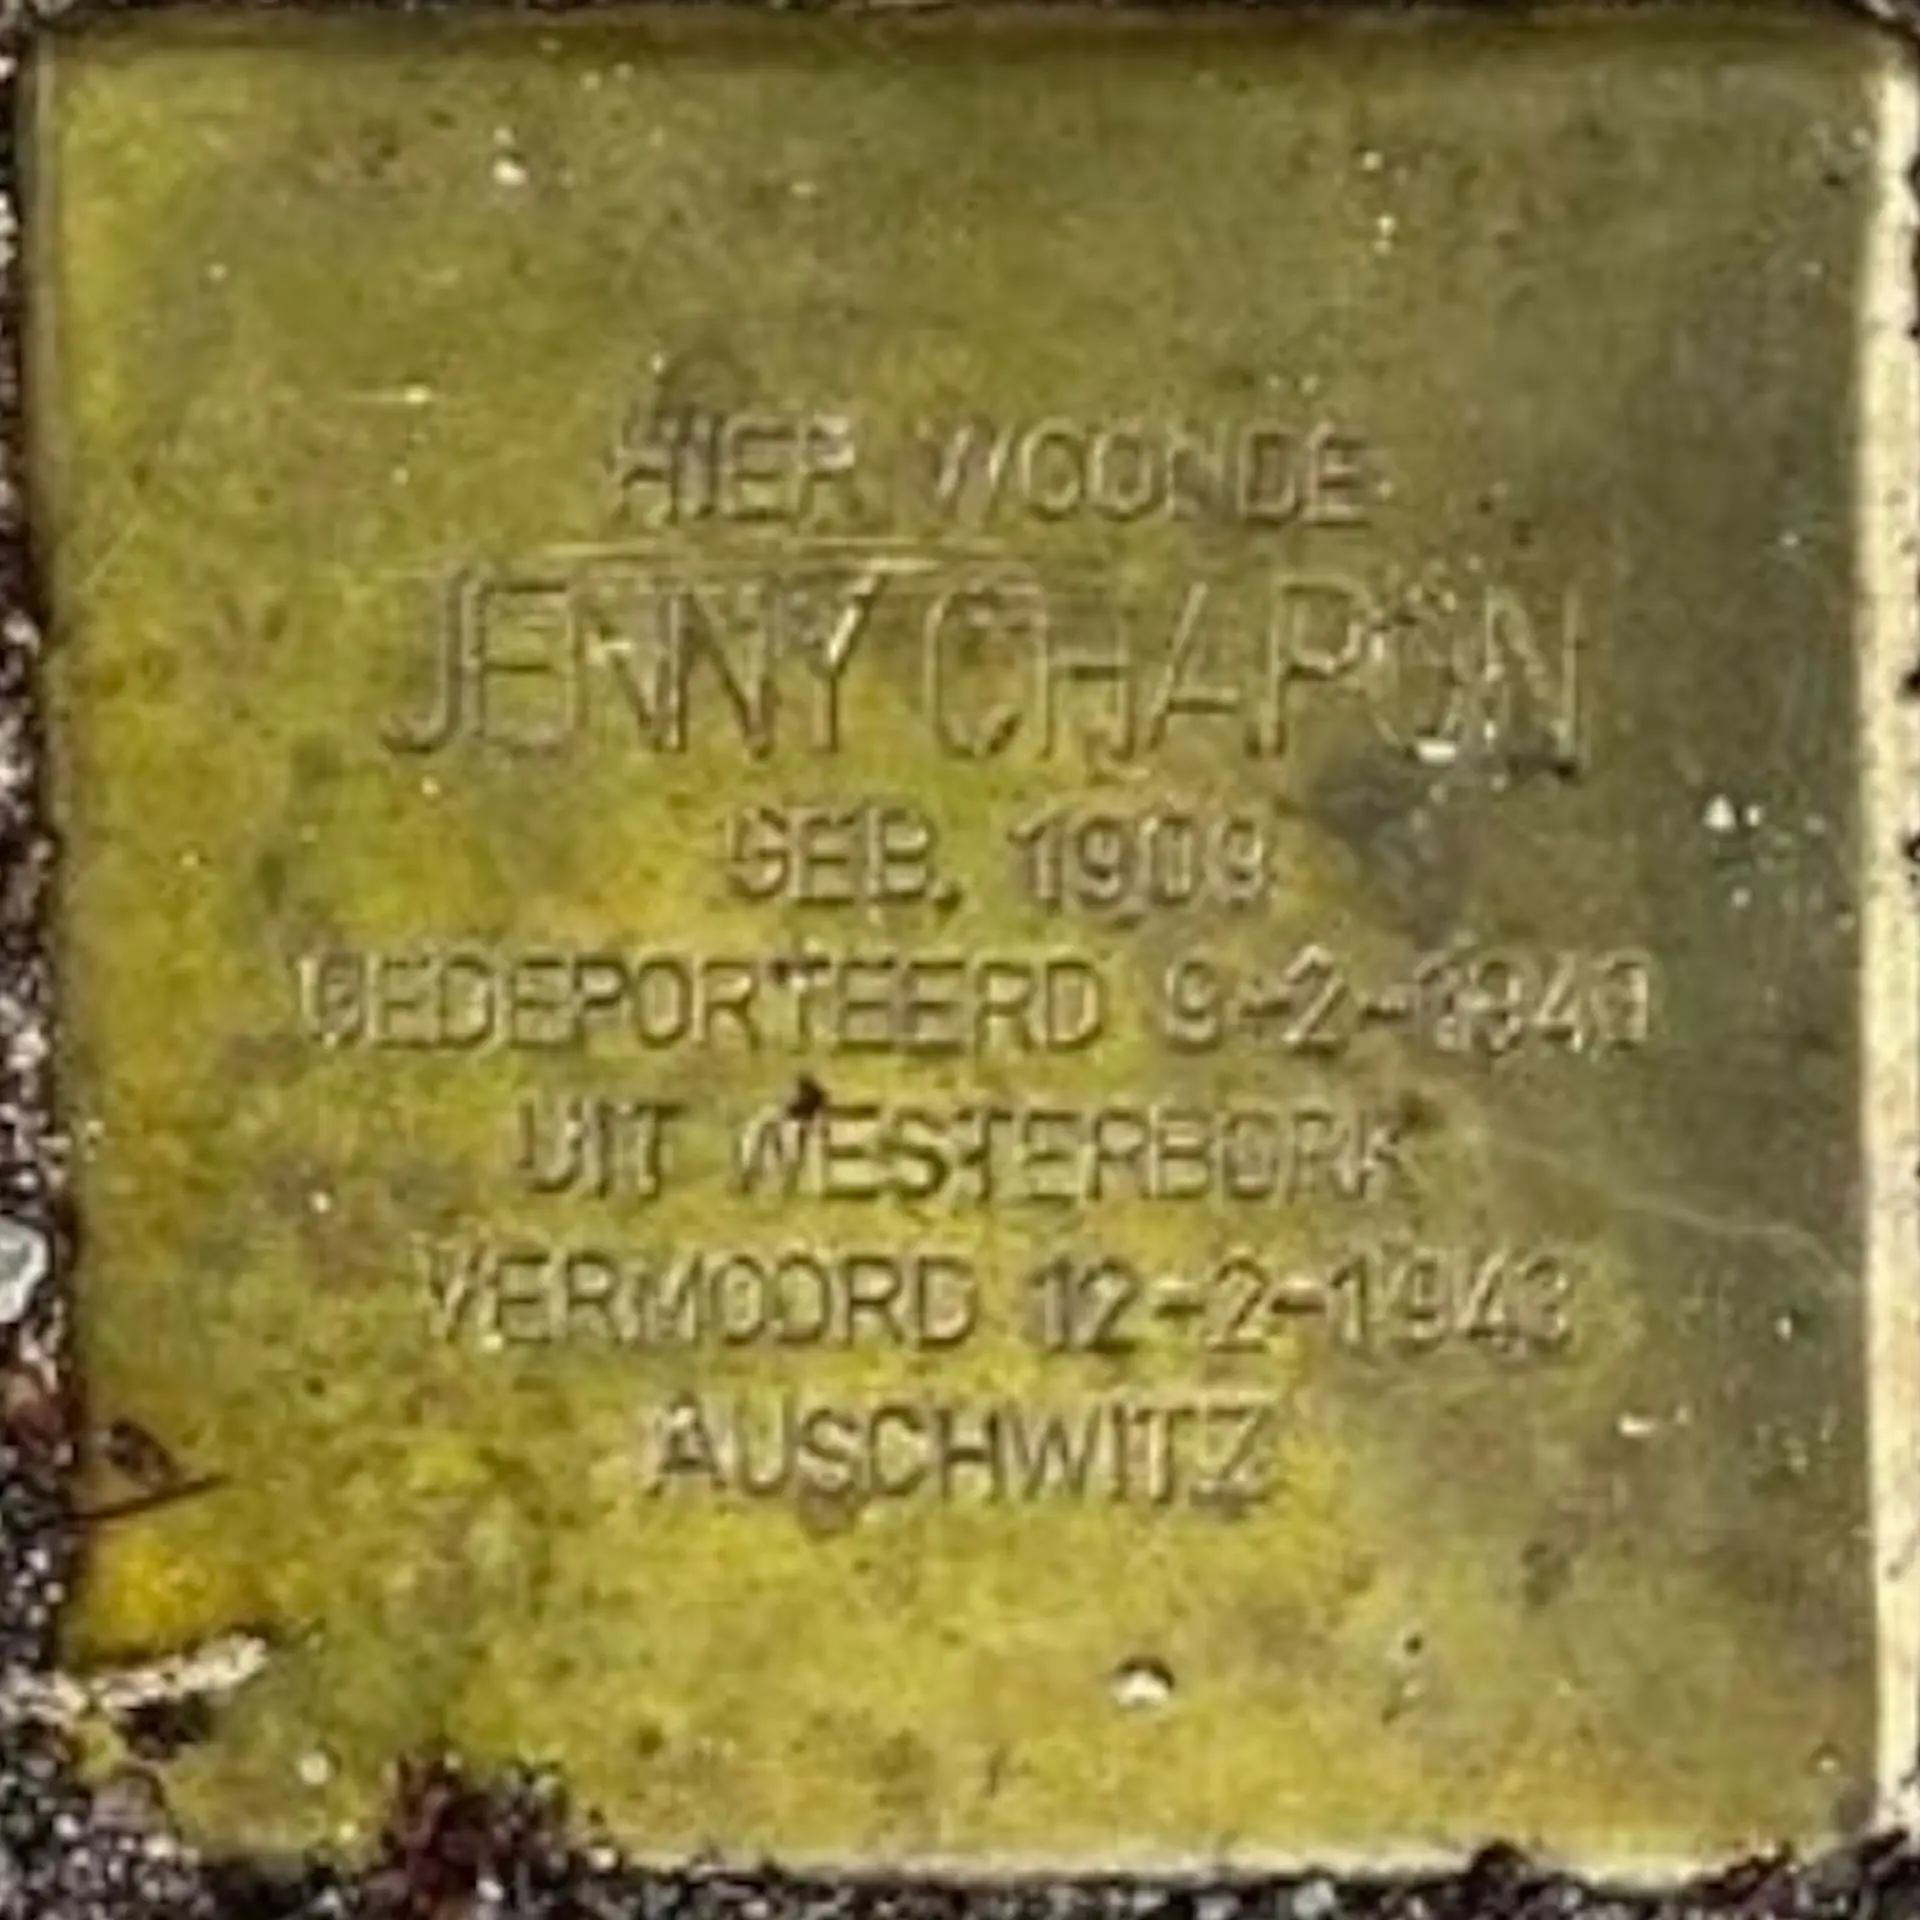 HIER WOONDE
JENNY CHAPON
GEB. 1909
GEDEPORTEERD 9-2-1943
UIT WESTERBORK
VERMOORD 12-2-1943
AUSCHWITZ